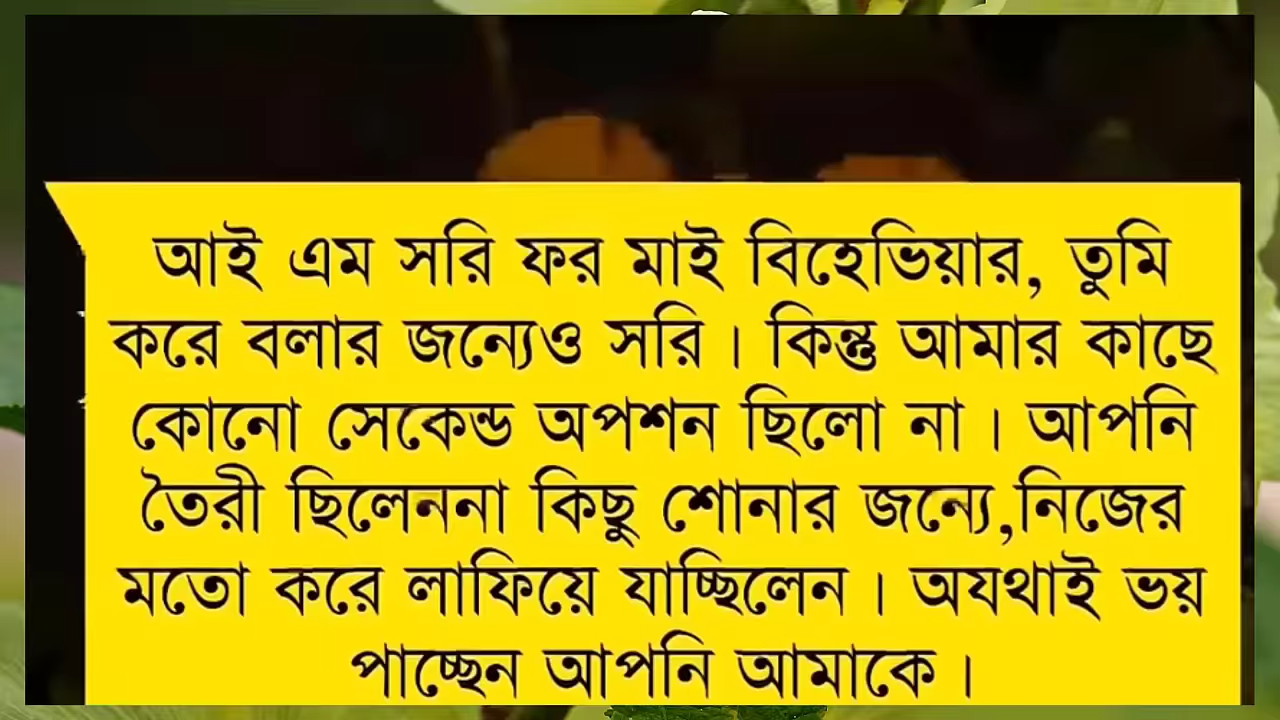 আই এম সরি ফর মাই বিহেভিয়ার, তুমি
করে বলার জন্যেও সরি। কিন্তু আমার কাছে
কোনো সেকেন্ড অপশন ছিলো না। আপনি
তৈরী ছিলেননা কিছু শোনার জন্যে,নিজের
মতো করে লাফিয়ে যাচ্ছিলেন। অযথাই ভয়
পাচ্ছেন আপনি আমাকে।